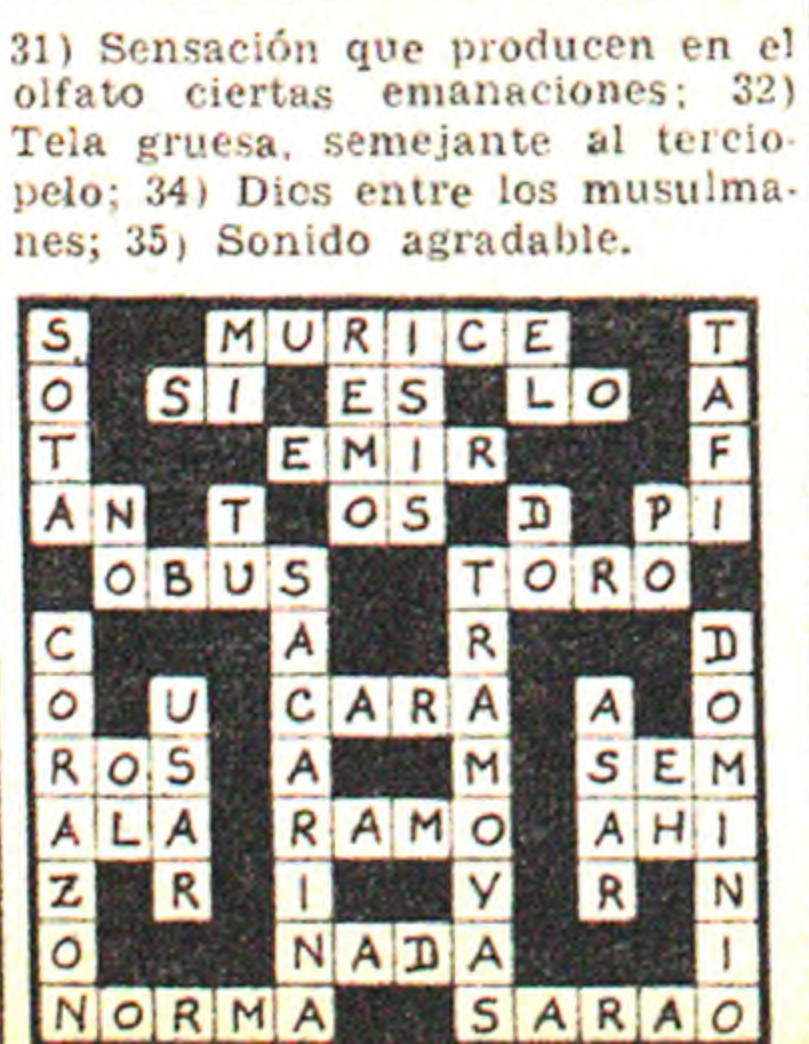 31) Sensación que producen en el
olfato ciertas emanaciones; 32)
Tela gruesa, semejante al tercio-
pelo; 34) Dios entre los musulma-
nes; 35) Sonido agradable.
S MURICE T
O SI ES LO A
T EMIR F
AN T OS D PI
OBUS TORO
C A R D
O U CARA A O
ROS A M SEM
ALA RAMO AHI
Z R I V R N
O NADA I
NORMA SARAO